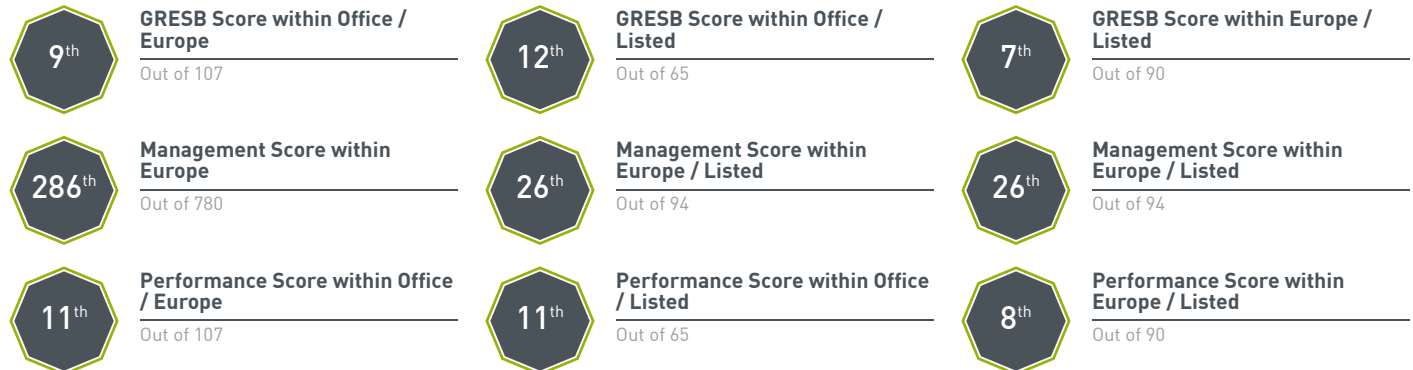 9th
GRESB Score within Office /
Europe
Out of 107
12th
GRESB Score within Office /
Listed
Out of 65
7th
GRESB Score within Europe /
Listed
Out of 90
286th
Management Score within
Europe
Out of 780
26th
Management Score within
Europe / Listed
Out of 94
26th
Management Score within
Europe / Listed
Out of 94
11th
Performance Score within Office
/ Europe
Out of 107
11th
Performance Score within Office
/ Listed
Out of 65
8th
Performance Score within
Europe / Listed
Out of 90